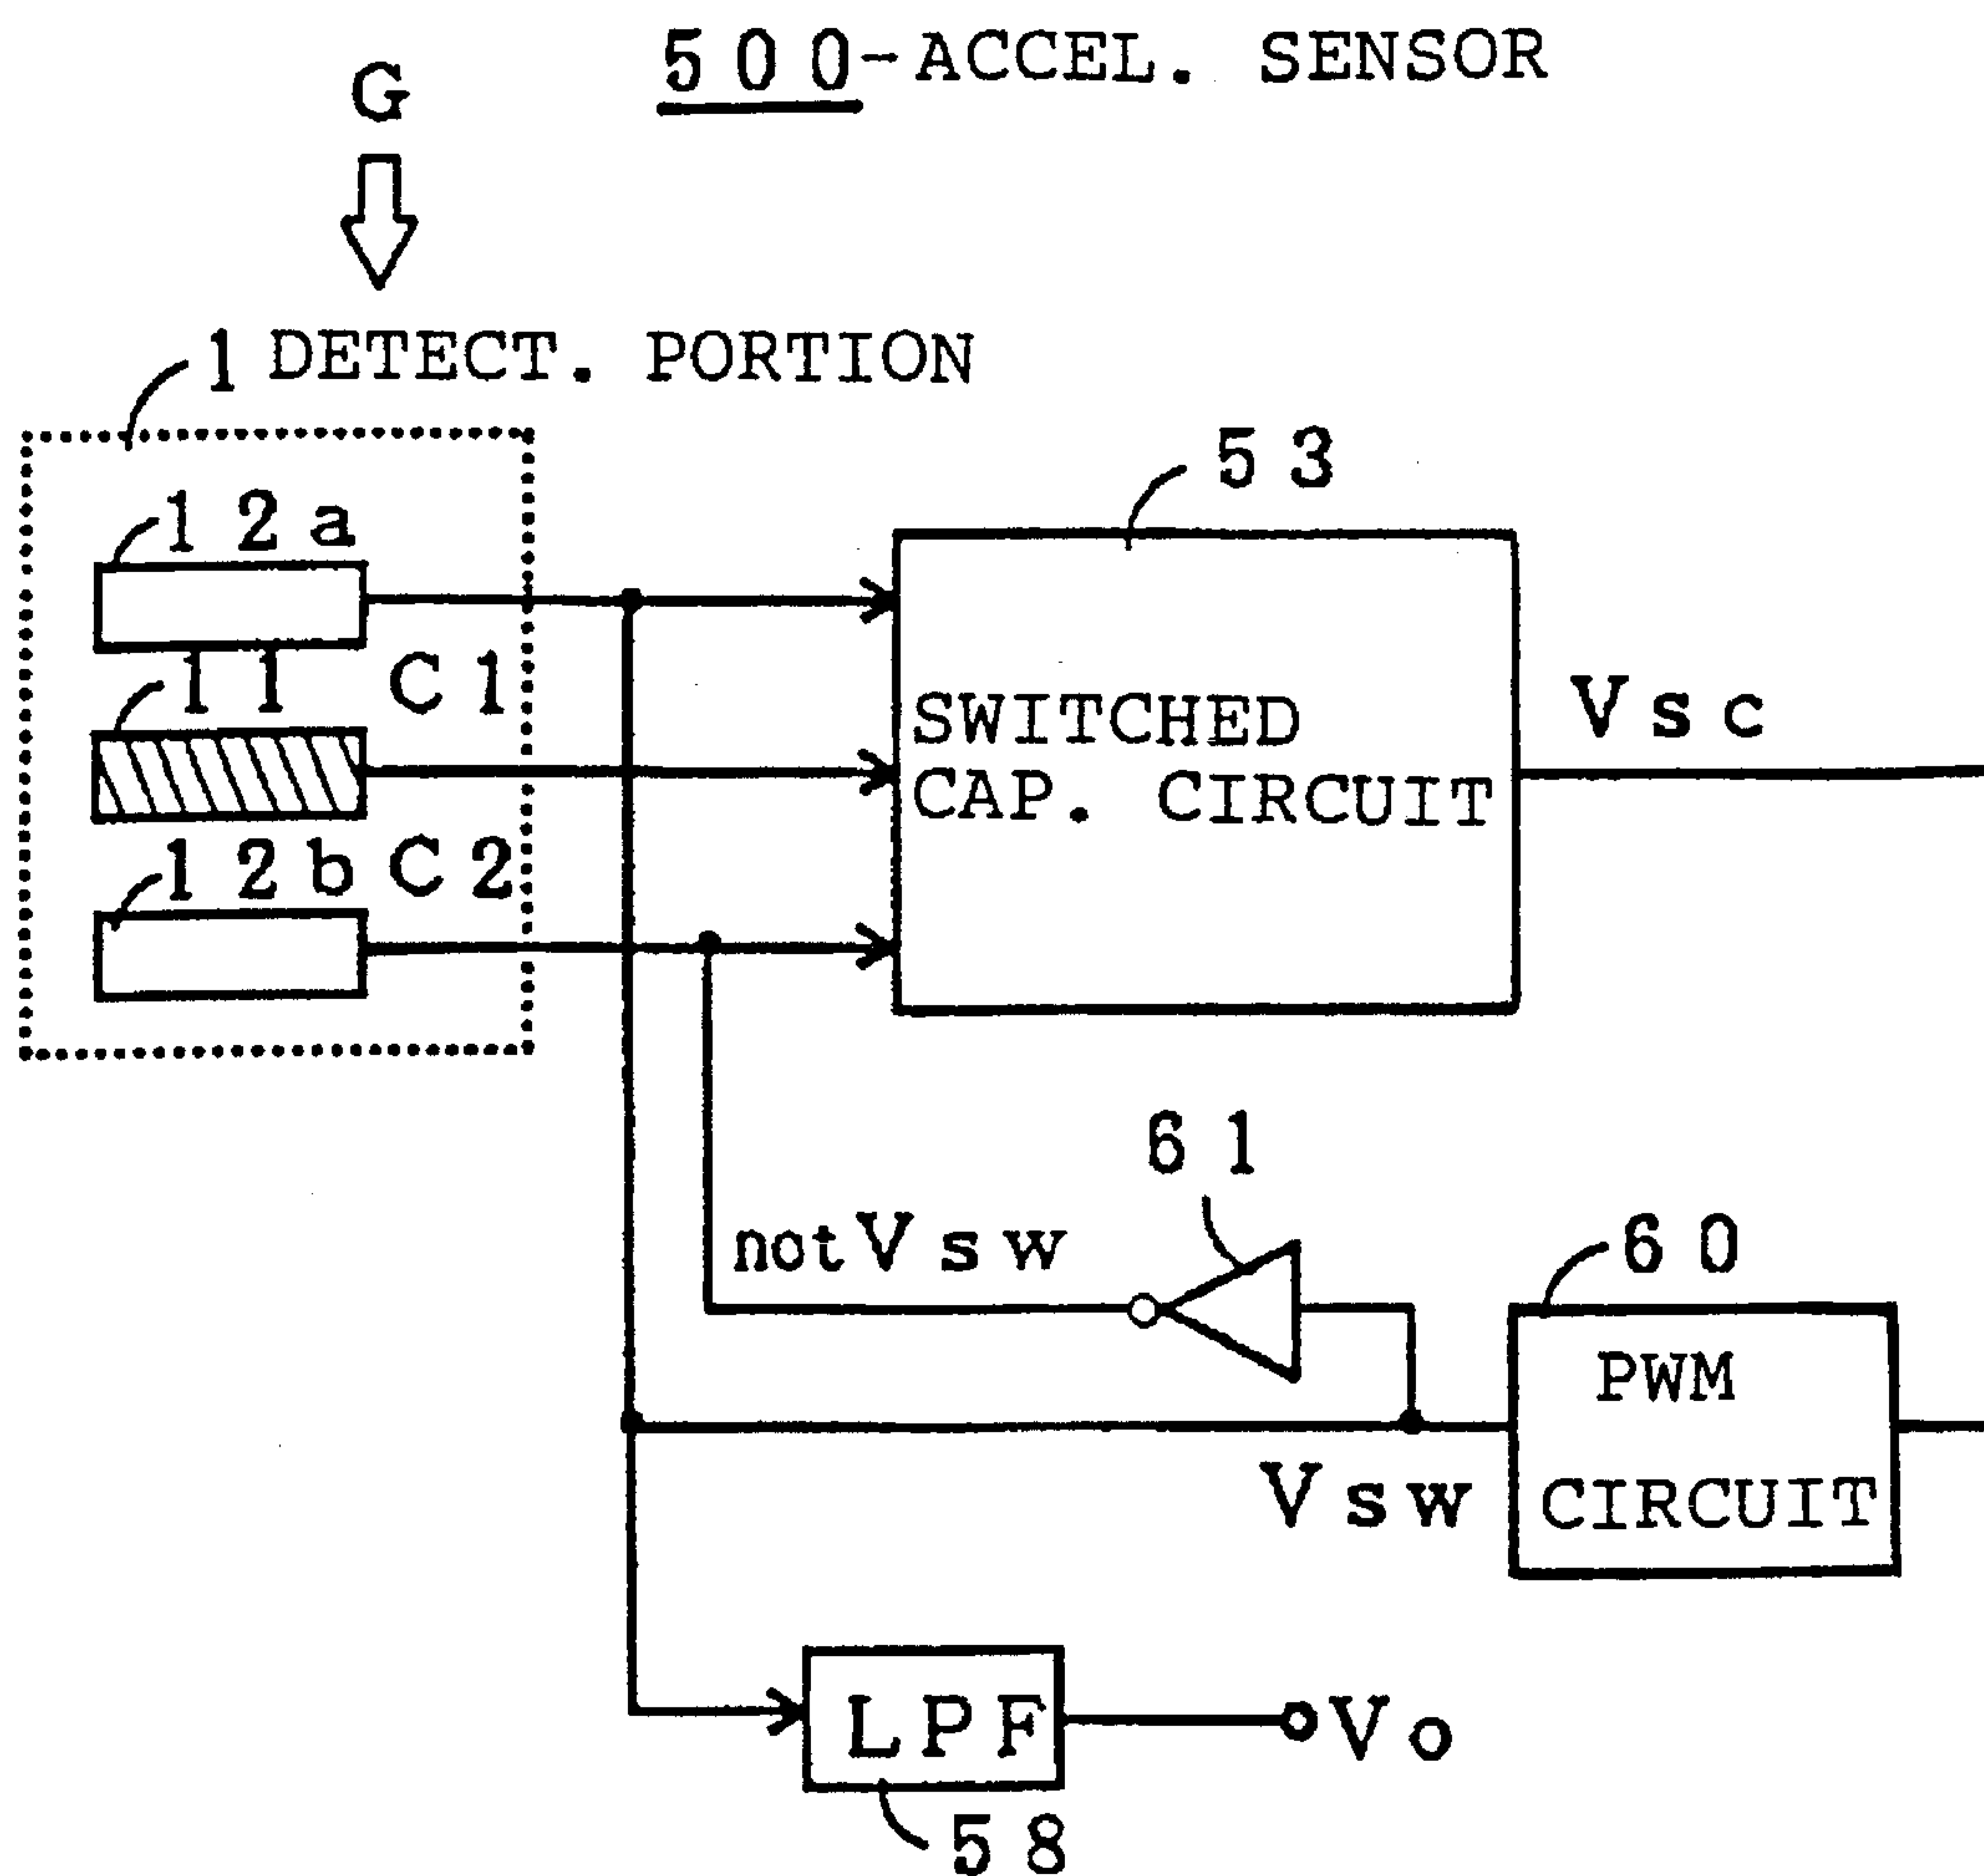 500-ACCEL. SENSOR
G
1 DETECT. PORTION
53
12a
11 C1
SWITCHED
CAP. CIRCUIT
Vsc
12b C2
61
notVsw
60
PWM
CIRCUIT
Vsw
LPF
Vo
58